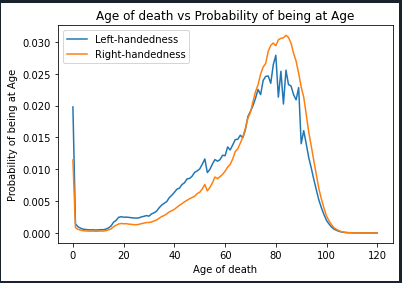 Age of death vs Probability of being at Age
Left-handedness
Right-handedness
Probability of being at Age
0.030
0.025
0.020
0.015
0.010
0.005
0.000
0 20 40 60 80 100 120
Age of death